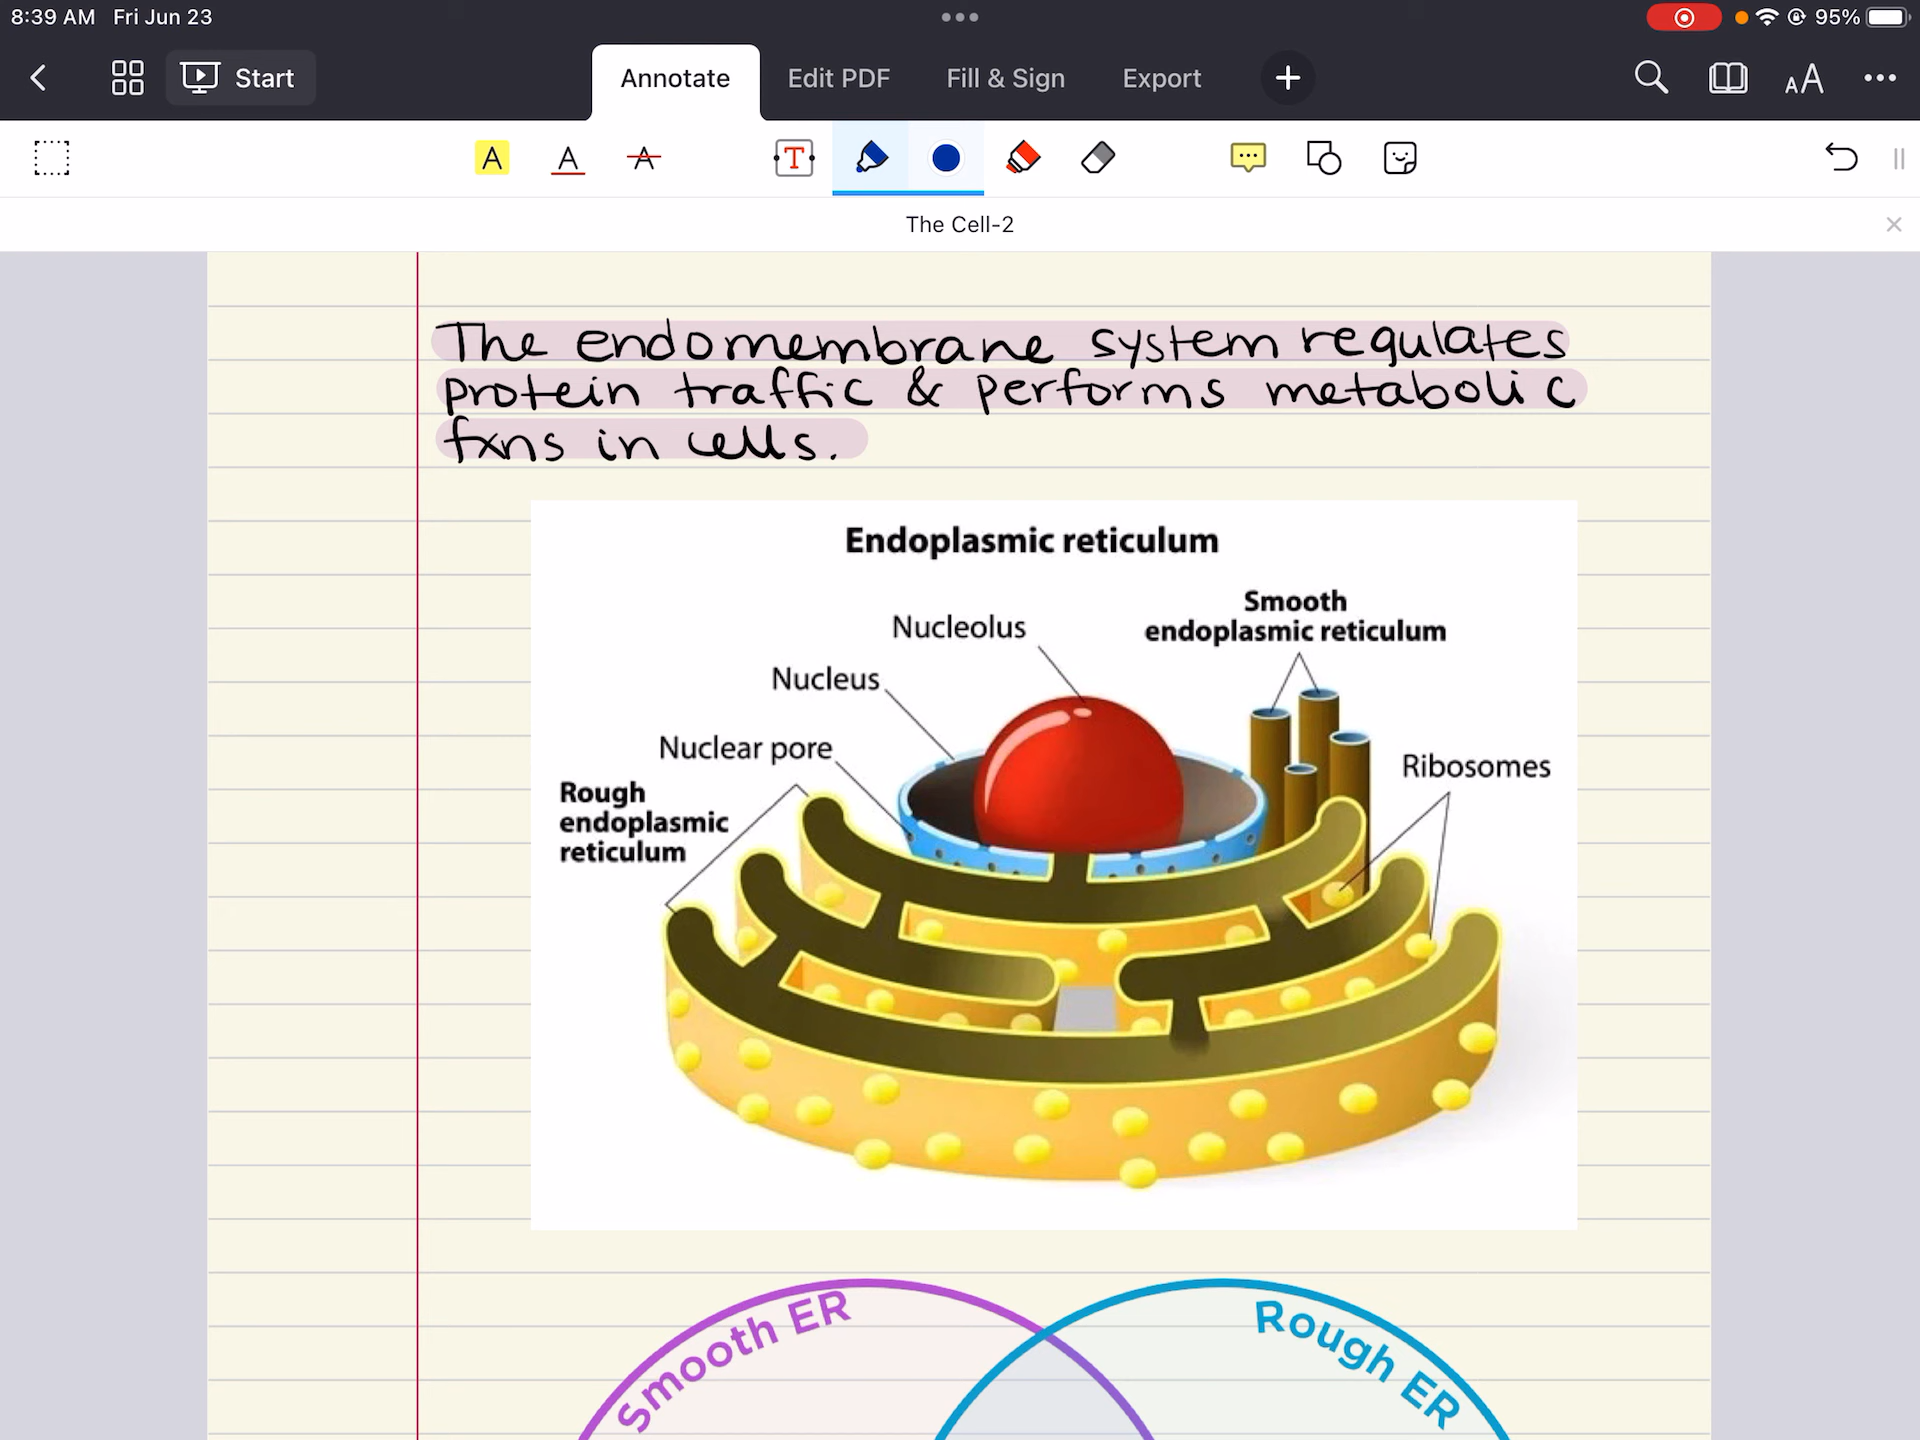 8:39 AM Fri Jun 23
95%
Start
Annotate
Edit PDF
Fill & Sign
Export
AA
A
A
A
T
The Cell-2
The endomembrane system regulates
protein traffic & performs metabolic
fxns in cells.
Endoplasmic reticulum
Smooth
endoplasmic reticulum
Nucleolus
Nucleus
Nuclear pore
Ribosomes
Rough
endoplasmic
reticulum
Smooth ER
Rough ER